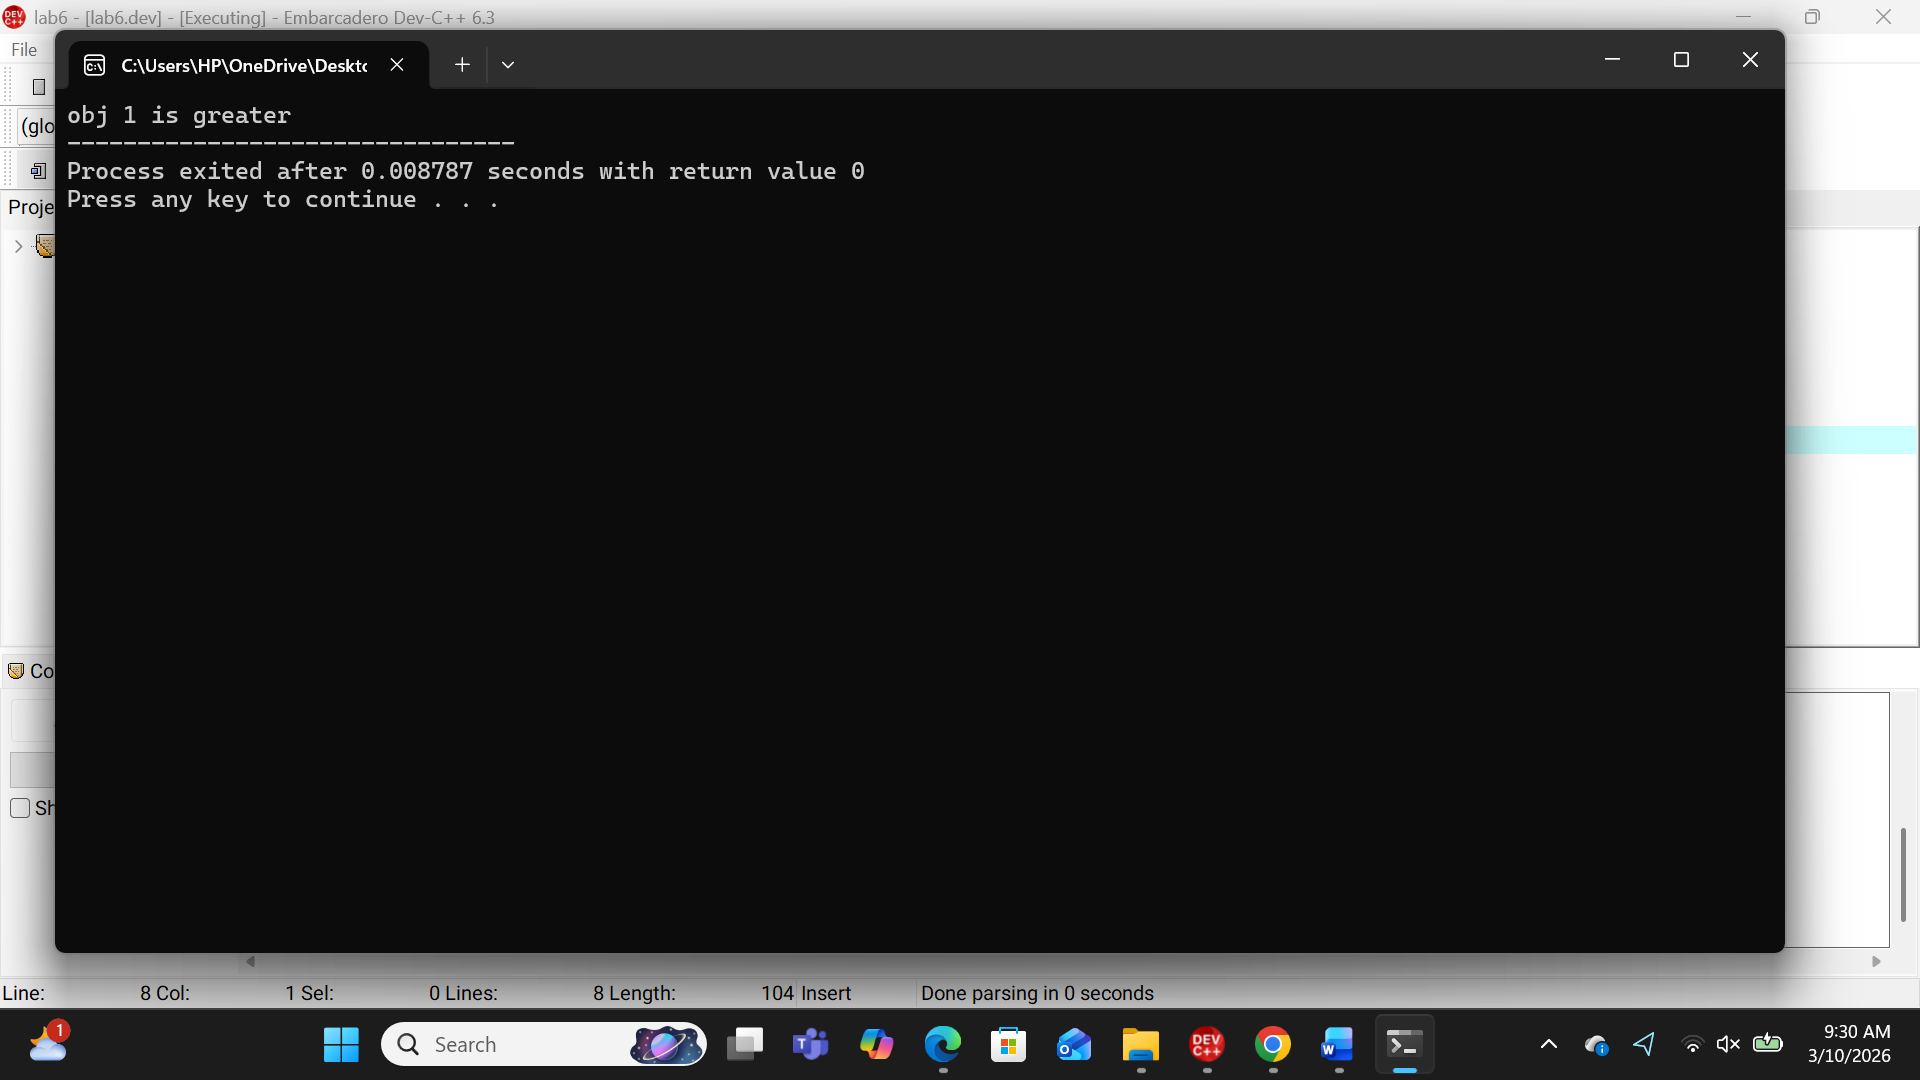 lab6 - [lab6.dev] - [Executing] - Embarcadero Dev-C++ 6.3
File
C:\Users\HP\OneDrive\Deskt
(glo
obj 1 is greater
--------------------------------
Process exited after 0.008787 seconds with return value 0
Press any key to continue . . .
Proje
Co
Sh
Line: 8 Col: 1 Sel: 0 Lines: 8 Length: 104 Insert Done parsing in 0 seconds
1
Search
DEV C++
9:30 AM
3/10/2026